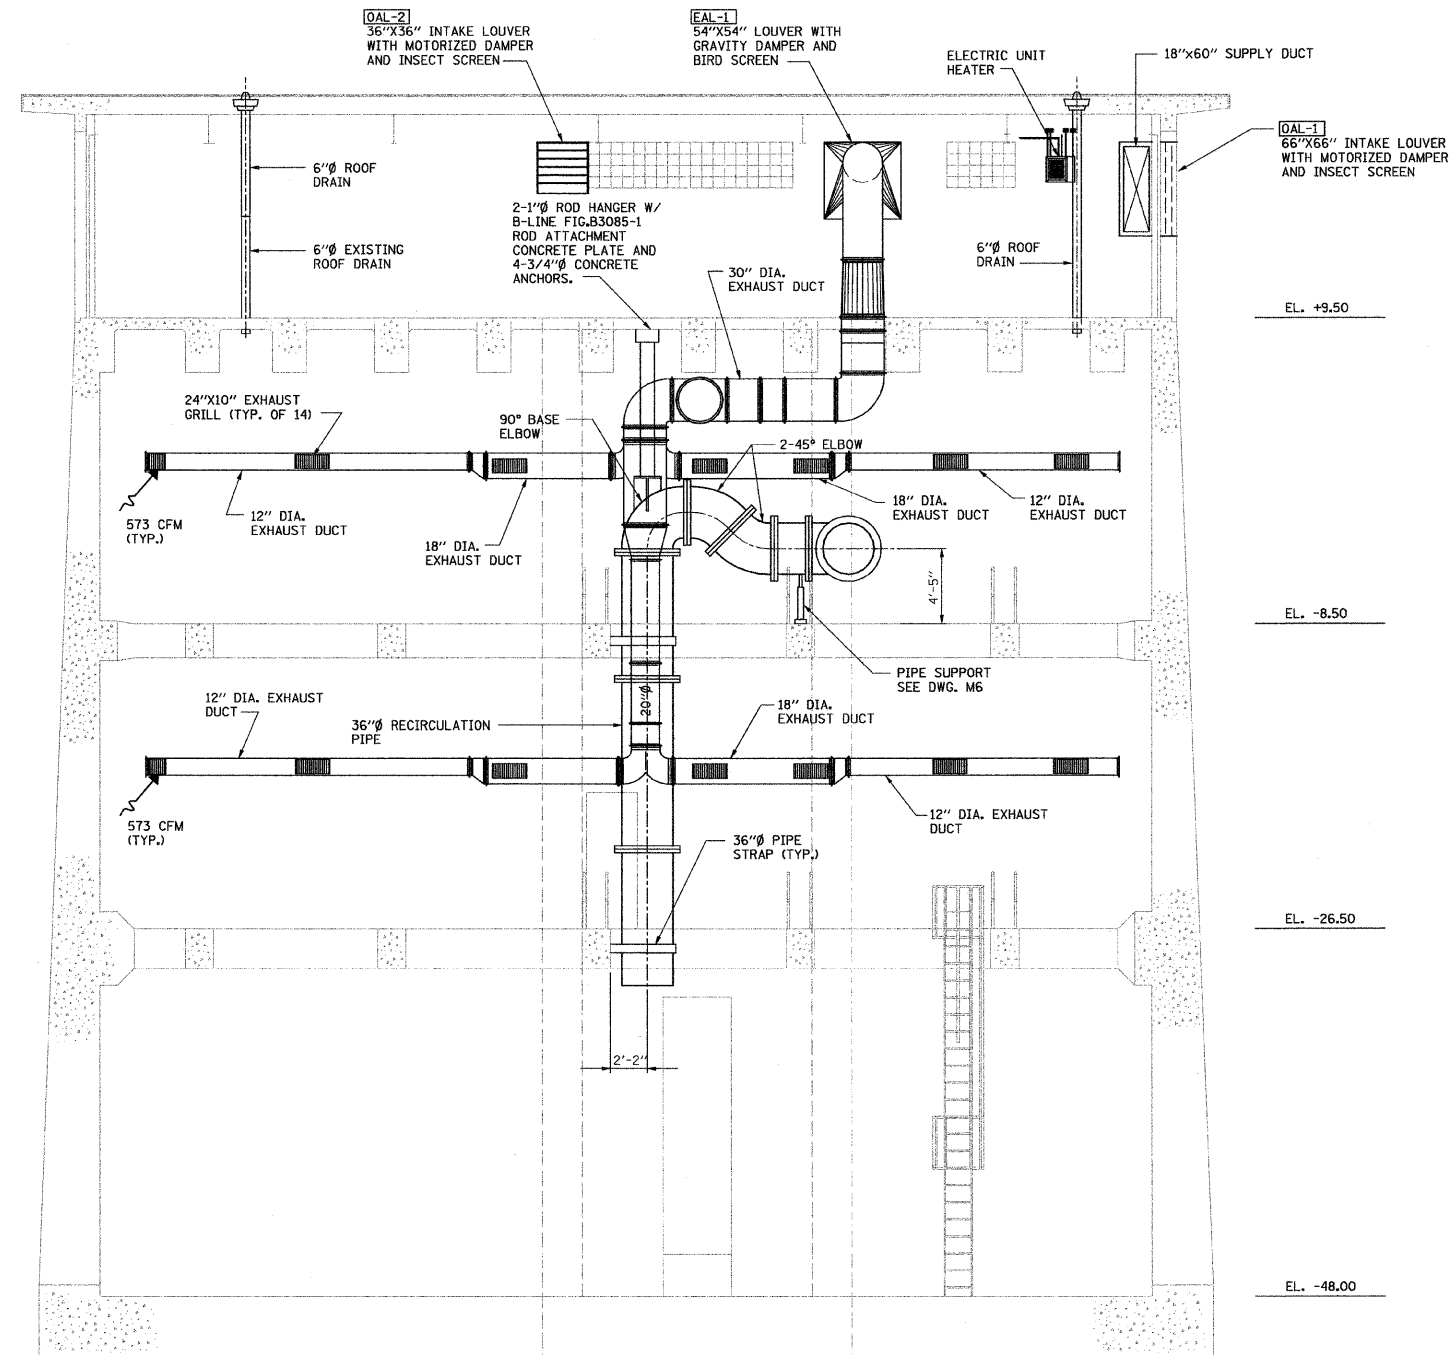 OAL-2
36"X36" INTAKE LOUVER
WITH MOTORIZED DAMPER
AND INSECT SCREEN
EAL-1
54"X54" LOUVER WITH
GRAVITY DAMPER AND
BIRD SCREEN
ELECTRIC UNIT
HEATER
18"x60" SUPPLY DUCT
OAL-1
66"X66" INTAKE LOUVER
WITH MOTORIZED DAMPER
AND INSECT SCREEN
6"Ø ROOF
DRAIN
6"Ø EXISTING
ROOF DRAIN
2-1"Ø ROD HANGER W/
B-LINE FIG.B3085-1
ROD ATTACHMENT
CONCRETE PLATE AND
4-3/4"Ø CONCRETE
ANCHORS.
30" DIA.
EXHAUST DUCT
6"Ø ROOF
DRAIN
EL. +9.50
24"X10" EXHAUST
GRILL (TYP. OF 14)
90° BASE
ELBOW
2-45° ELBOW
573 CFM
(TYP.)
12" DIA.
EXHAUST DUCT
18" DIA.
EXHAUST DUCT
18" DIA.
EXHAUST DUCT
12" DIA.
EXHAUST DUCT
4'-5"
EL. -8.50
PIPE SUPPORT
SEE DWG. M6
12" DIA. EXHAUST
DUCT
36"Ø RECIRCULATION
PIPE
20"Ø
18" DIA.
EXHAUST DUCT
573 CFM
(TYP.)
12" DIA. EXHAUST
DUCT
36"Ø PIPE
STRAP (TYP.)
EL. -26.50
2'-2"
EL. -48.00